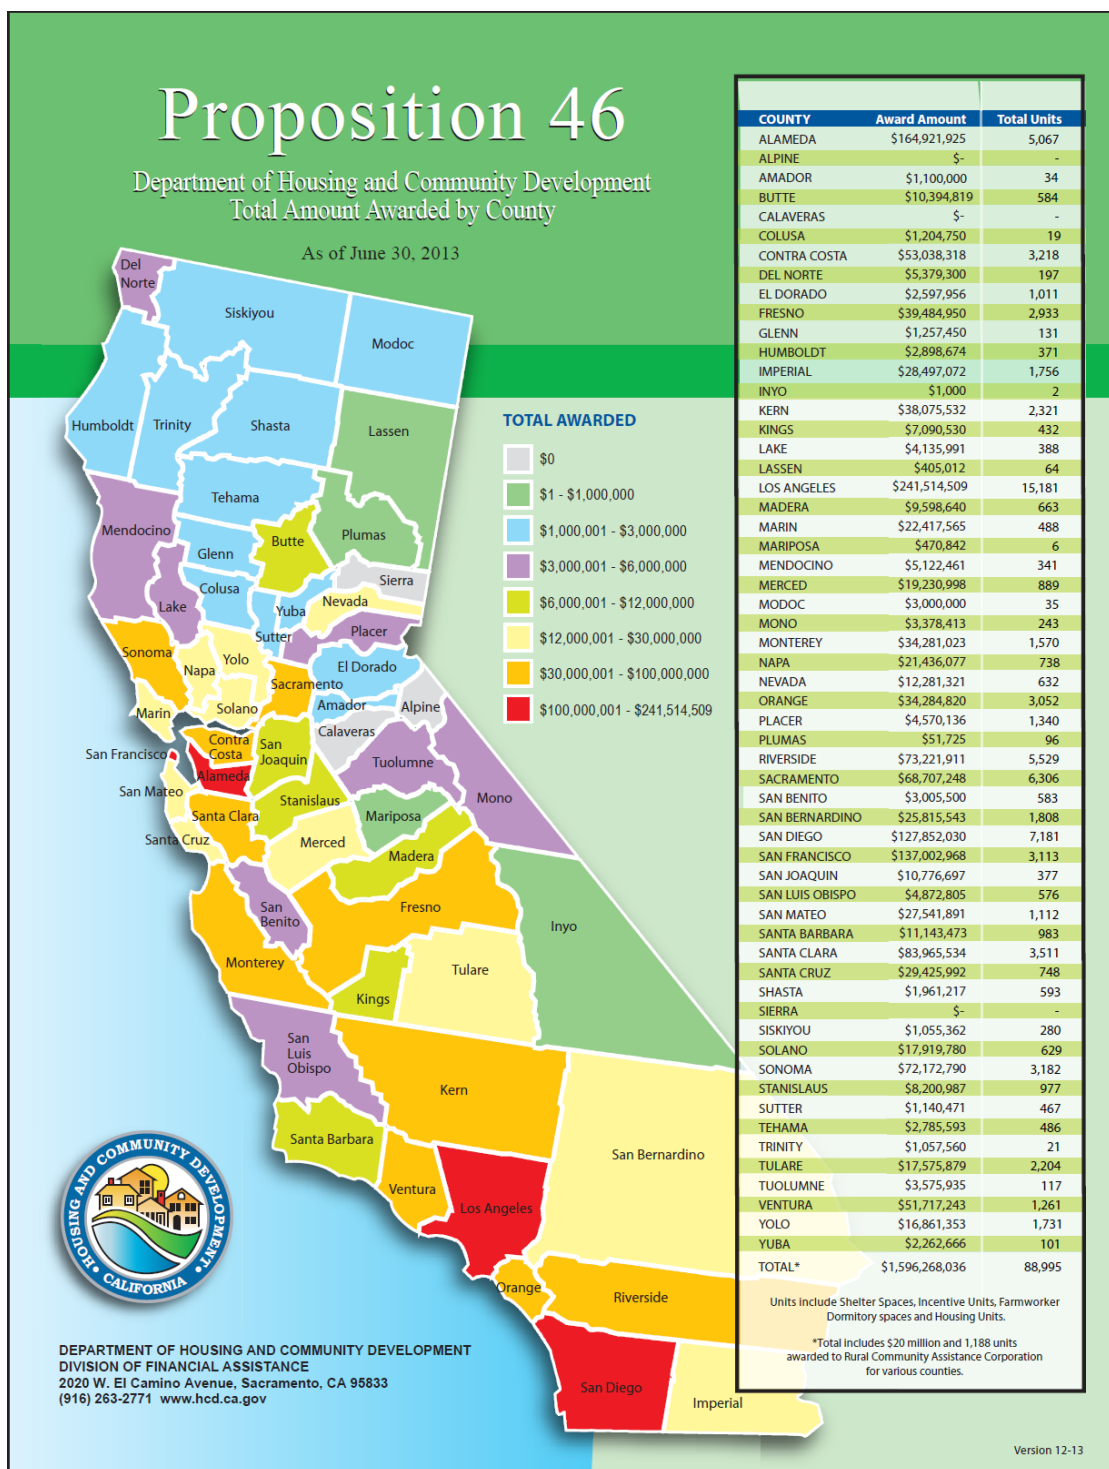 Proposition 46
Department of Housing and Community Development
Total Amount Awarded by County
As of June 30, 2013
COUNTY Award Amount Total Units
ALAMEDA $164,921,925 5,067
ALPINE $- -
AMADOR $1,100,000 34
BUTTE $10,394,819 584
CALAVERAS $- -
COLUSA $1,204,750 19
CONTRA COSTA $53,038,318 3,218
DEL NORTE $5,379,300 197
EL DORADO $2,597,956 1,011
FRESNO $39,484,950 2,933
GLENN $1,257,450 131
HUMBOLDT $2,898,674 371
IMPERIAL $28,497,072 1,756
INYO $1,000 2
KERN $38,075,532 2,321
KINGS $7,090,530 432
LAKE $4,135,991 388
LASSEN $405,012 64
LOS ANGELES $241,514,509 15,181
MADERA $9,598,640 663
MARIN $22,417,565 488
MARIPOSA $470,842 6
MENDOCINO $5,122,461 341
MERCED $19,230,998 889
MODOC $3,000,000 35
MONO $3,378,413 243
MONTEREY $34,281,023 1,570
NAPA $21,436,077 738
NEVADA $12,281,321 632
ORANGE $34,284,820 3,052
PLACER $4,570,136 1,340
PLUMAS $51,725 96
RIVERSIDE $73,221,911 5,529
SACRAMENTO $68,707,248 6,306
SAN BENITO $3,005,500 583
SAN BERNARDINO $25,815,543 1,808
SAN DIEGO $127,852,030 7,181
SAN FRANCISCO $137,002,968 3,113
SAN JOAQUIN $10,776,697 377
SAN LUIS OBISPO $4,872,805 576
SAN MATEO $27,541,891 1,112
SANTA BARBARA $11,143,473 983
SANTA CLARA $83,965,534 3,511
SANTA CRUZ $29,425,992 748
SHASTA $1,961,217 593
SIERRA $- -
SISKIYOU $1,055,362 280
SOLANO $17,919,780 629
SONOMA $72,172,790 3,182
STANISLAUS $8,200,987 977
SUTTER $1,140,471 467
TEHAMA $2,785,593 486
TRINITY $1,057,560 21
TULARE $17,575,879 2,204
TUOLUMNE $3,575,935 117
VENTURA $51,717,243 1,261
YOLO $16,861,353 1,731
YUBA $2,262,666 101
TOTAL* $1,596,268,036 88,995
Units include Shelter Spaces, Incentive Units, Farmworker
Dormitory spaces and Housing Units.
*Total includes $20 million and 1,188 units
awarded to Rural Community Assistance Corporation
for various counties.
TOTAL AWARDED
$0
$1 - $1,000,000
$1,000,001 - $3,000,000
$3,000,001 - $6,000,000
$6,000,001 - $12,000,000
$12,000,001 - $30,000,000
$30,000,001 - $100,000,000
$100,000,001 - $241,514,509
Del
Norte
Siskiyou
Modoc
Humboldt
Trinity
Shasta
Lassen
Tehama
Mendocino
Glenn
Butte
Plumas
Sierra
Colusa
Lake
Yuba
Nevada
Sutter
Placer
Sonoma
Napa
Yolo
El Dorado
Sacramento
Marin
Solano
Amador
Alpine
Calaveras
Contra
Costa
San
Joaquin
San Francisco
Tuolumne
Alameda
San Mateo
Stanislaus
Mono
Santa Clara
Mariposa
Santa Cruz
Merced
Madera
San
Benito
Fresno
Inyo
Monterey
Tulare
Kings
San
Luis
Obispo
Kern
Santa Barbara
San Bernardino
Ventura
Los Angeles
Orange
Riverside
San Diego
Imperial
HOUSING AND COMMUNITY DEVELOPMENT
CALIFORNIA
DEPARTMENT OF HOUSING AND COMMUNITY DEVELOPMENT
DIVISION OF FINANCIAL ASSISTANCE
2020 W. El Camino Avenue, Sacramento, CA 95833
(916) 263-2771 www.hcd.ca.gov
Version 12-13